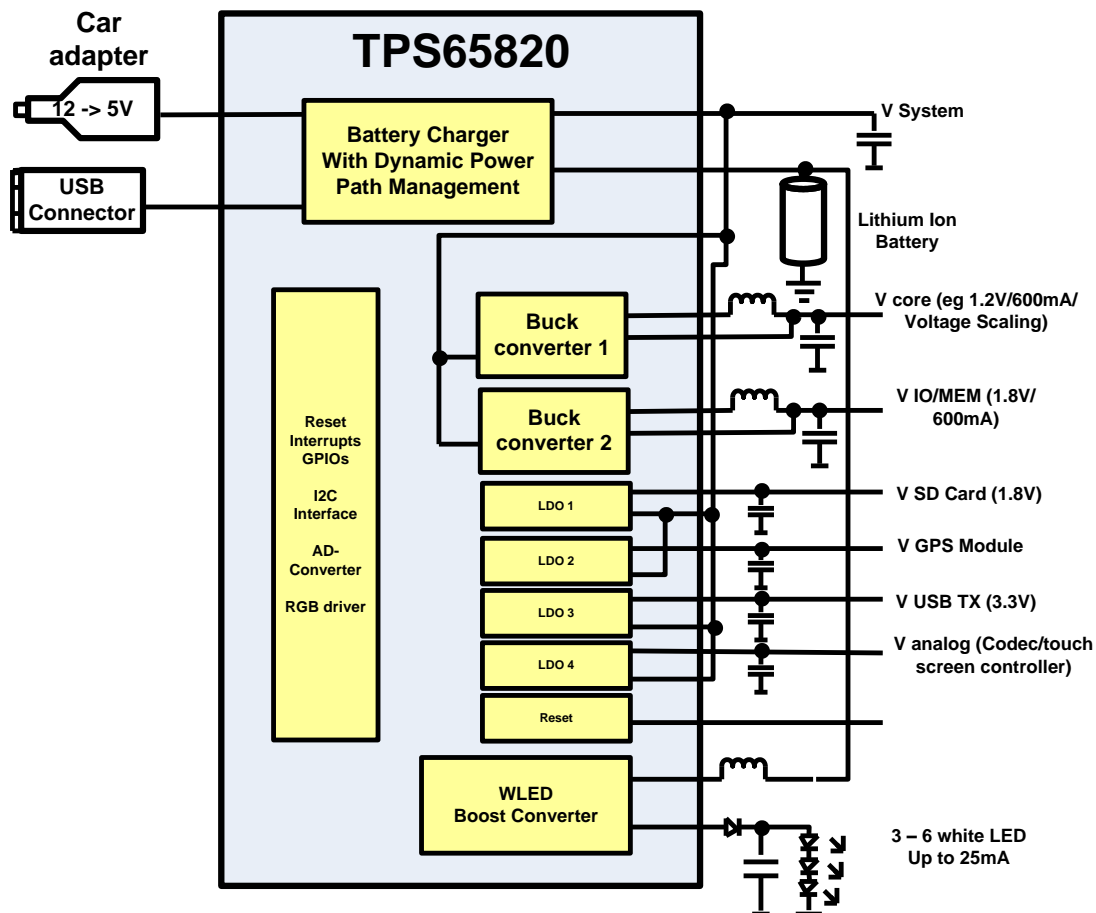 Car
adapter
12 -> 5V
USB
Connector
TPS65820
Battery Charger
With Dynamic Power
Path Management
V System
Lithium Ion
Battery
Buck
converter 1
V core (eg 1.2V/600mA/
Voltage Scaling)
Buck
converter 2
V IO/MEM (1.8V/
600mA)
Reset
Interrupts
GPIOs
I2C
Interface
AD-
Converter
RGB driver
LDO 1
V SD Card (1.8V)
LDO 2
V GPS Module
LDO 3
V USB TX (3.3V)
LDO 4
V analog (Codec/touch
screen controller)
Reset
WLED
Boost Converter
3 – 6 white LED
Up to 25mA